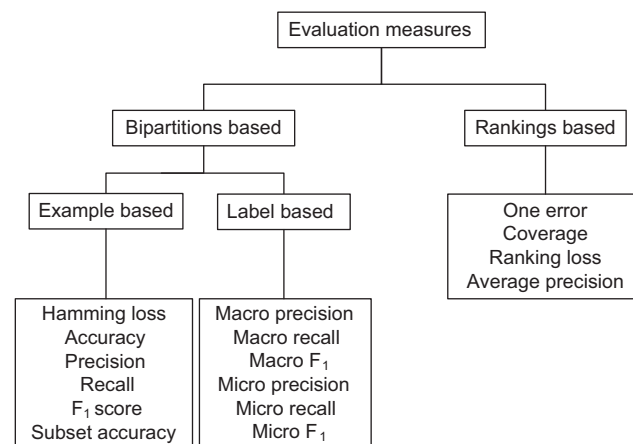 Evaluation measures
Bipartitions based
Rankings based
Example based
Label based
One error
Coverage
Ranking loss
Average precision
Hamming loss
Accuracy
Precision
Recall
F₁ score
Subset accuracy
Macro precision
Macro recall
Macro F₁
Micro precision
Micro recall
Micro F₁